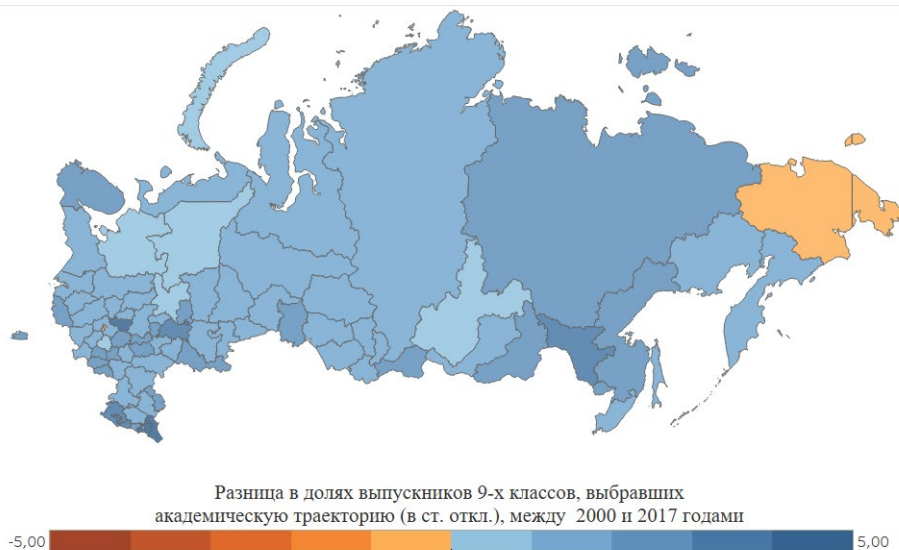 Разница в долях выпускников 9-х классов, выбравших
академическую траекторию (в ст. откл.), между 2000 и 2017 годами
-5,00 5,00